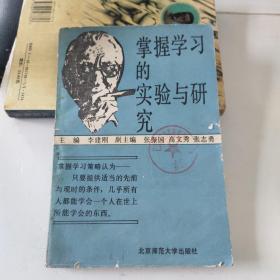 掌握学习
的
实验与研
究
主 编 李建刚 副主编 张振国 高文秀 张志勇
掌握学习策略认为——
只要提供适当的先前
与现时的条件，几乎所有
人都能学会一个人在世上
所能学会的东西。
北京师范大学出版社